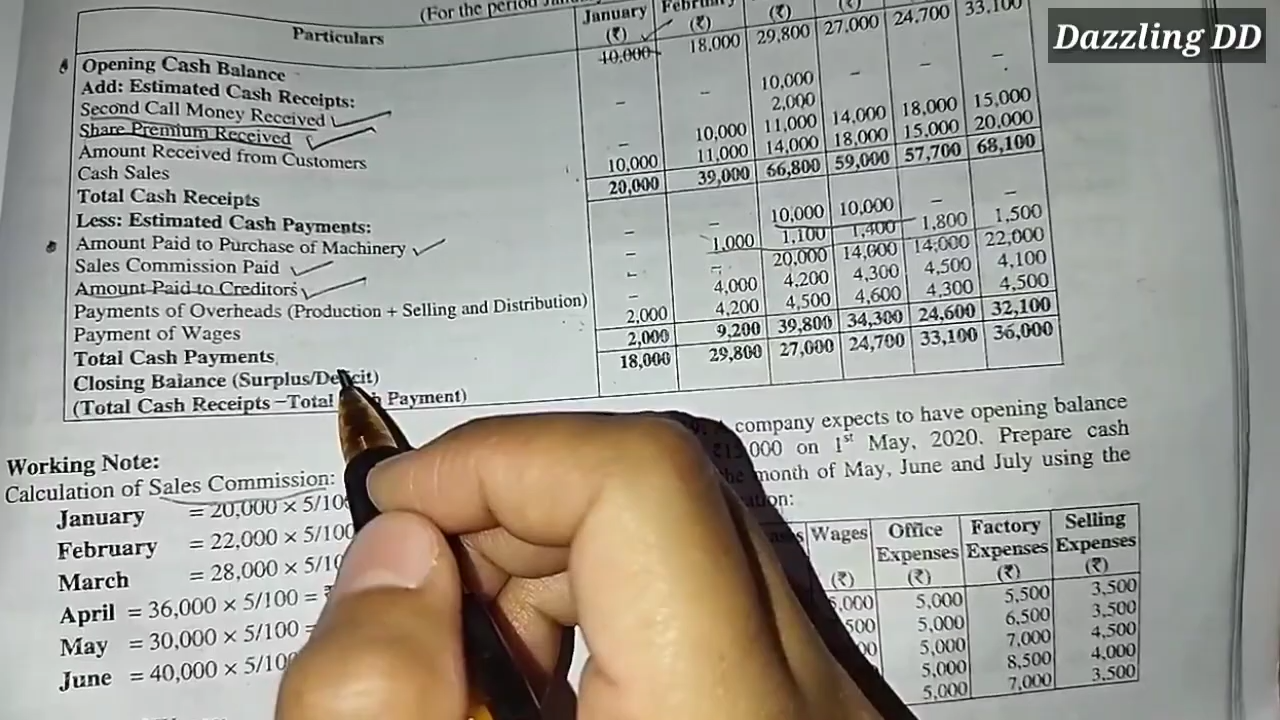 Dazzling DD
(For the period
Particulars January (₹) (₹)
Opening Cash Balance 10,000 18,000 29,800 27,000 24,700 33,100
Add: Estimated Cash Receipts:
Second Call Money Received – – 10,000 – – –
Share Premium Received 2,000
Amount Received from Customers – 10,000 11,000 14,000 18,000 15,000
Cash Sales 10,000 11,000 14,000 18,000 15,000 20,000
Total Cash Receipts 20,000 39,000 66,800 59,000 57,700 68,100
Less: Estimated Cash Payments:
Amount Paid to Purchase of Machinery – – 10,000 10,000 – –
Sales Commission Paid – 1,000 1,100 1,400 1,800 1,500
Amount Paid to Creditors – – 20,000 14,000 14,000 22,000
Payments of Overheads (Production + Selling and Distribution) – 4,000 4,200 4,300 4,500 4,100
Payment of Wages 2,000 4,200 4,500 4,600 4,300 4,500
Total Cash Payments 2,000 9,200 39,800 34,300 24,600 32,100
Closing Balance (Surplus/Deficit) 18,000 29,800 27,000 24,700 33,100 36,000
(Total Cash Receipts –Total Payment)
Working Note:
Calculation of Sales Commission:
January = 20,000 × 5/100
February = 22,000 × 5/100
March = 28,000 × 5/10
April = 36,000 × 5/100 =
May = 30,000 × 5/100 =
June = 40,000 × 5/100
company expects to have opening balance
000 on 1st May, 2020. Prepare cash
month of May, June and July using the
Wages Office Factory Selling
Expenses Expenses Expenses
(₹) (₹) (₹) (₹)
5,000 5,500 3,500
500 5,000 6,500 3,500
5,000 7,000 4,500
5,000 8,500 4,000
5,000 7,000 3,500